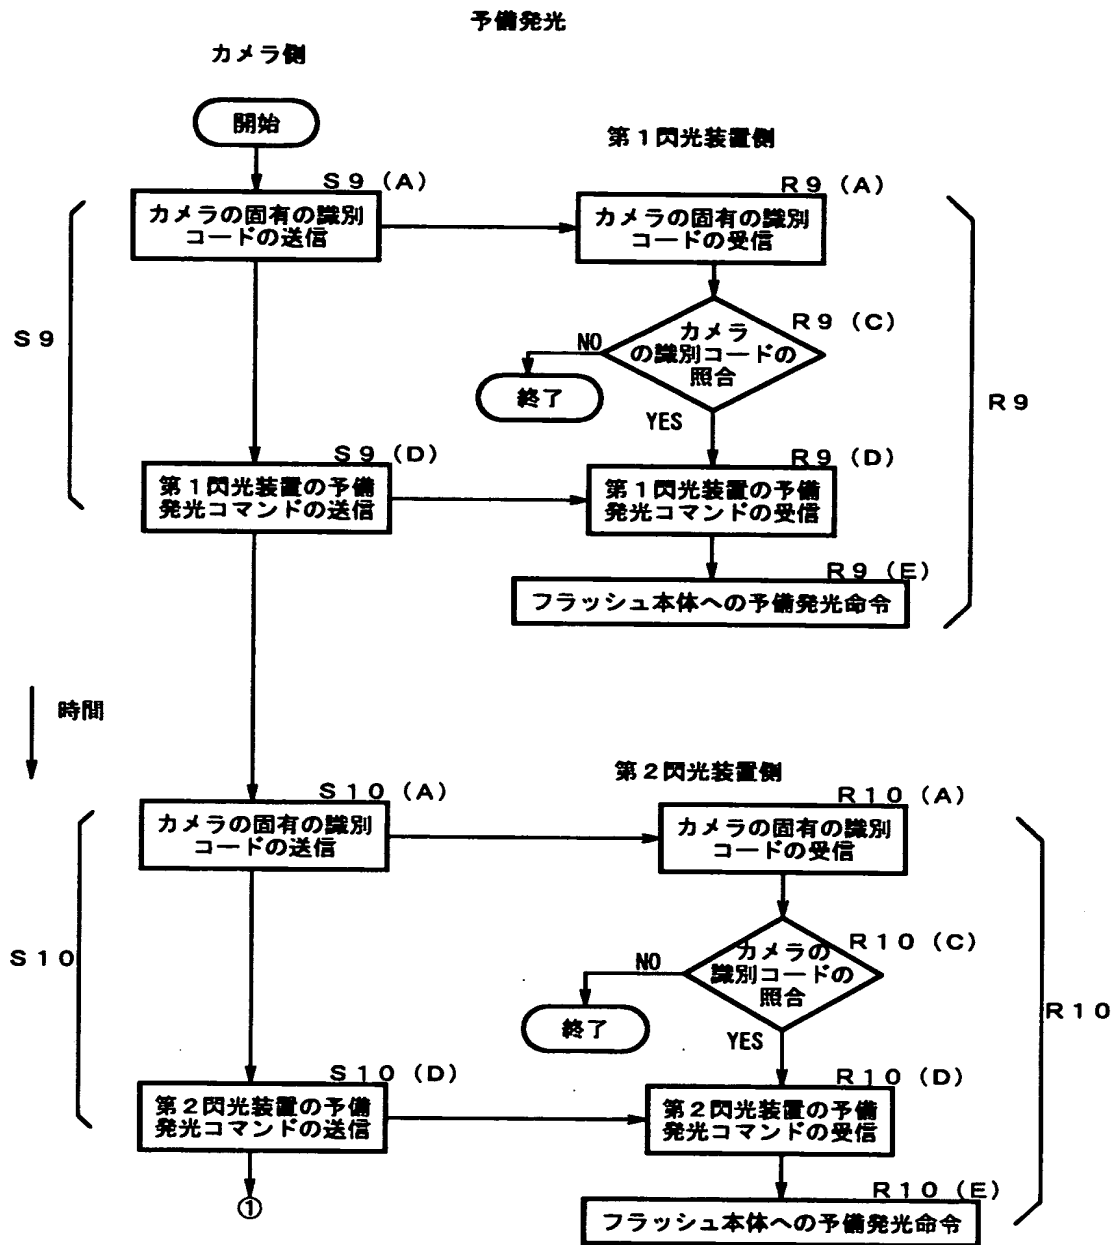 予備発光
カメラ側
開始
第1閃光装置側
S9(A)
カメラの固有の識別
コードの送信
R9(A)
カメラの固有の識別
コードの受信
S9
R9(C)
カメラ
の識別コードの
照合
NO
終了
YES
R9
S9(D)
第1閃光装置の予備
発光コマンドの送信
R9(D)
第1閃光装置の予備
発光コマンドの受信
R9(E)
フラッシュ本体への予備発光命令
時間
第2閃光装置側
S10(A)
カメラの固有の識別
コードの送信
R10(A)
カメラの固有の識別
コードの受信
S10
R10(C)
カメラの
識別コードの
照合
NO
終了
YES
R10
S10(D)
第2閃光装置の予備
発光コマンドの送信
R10(D)
第2閃光装置の予備
発光コマンドの受信
①
R10(E)
フラッシュ本体への予備発光命令